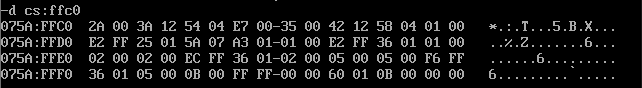 -d cs:ffc0
075A:FFC0  2A 00 3A 12 54 04 E7 00-35 00 42 12 58 04 01 00   *.:.T...5.B.X...
075A:FFD0  E2 FF 25 01 5A 07 A3 01-01 00 E2 FF 36 01 01 00   ..%.Z.......6...
075A:FFE0  02 00 02 00 EC FF 36 01-02 00 05 00 05 00 F6 FF   ......6.........
075A:FFF0  36 01 05 00 0B 00 FF FF-00 00 60 01 0B 00 00 00   6.........`.....